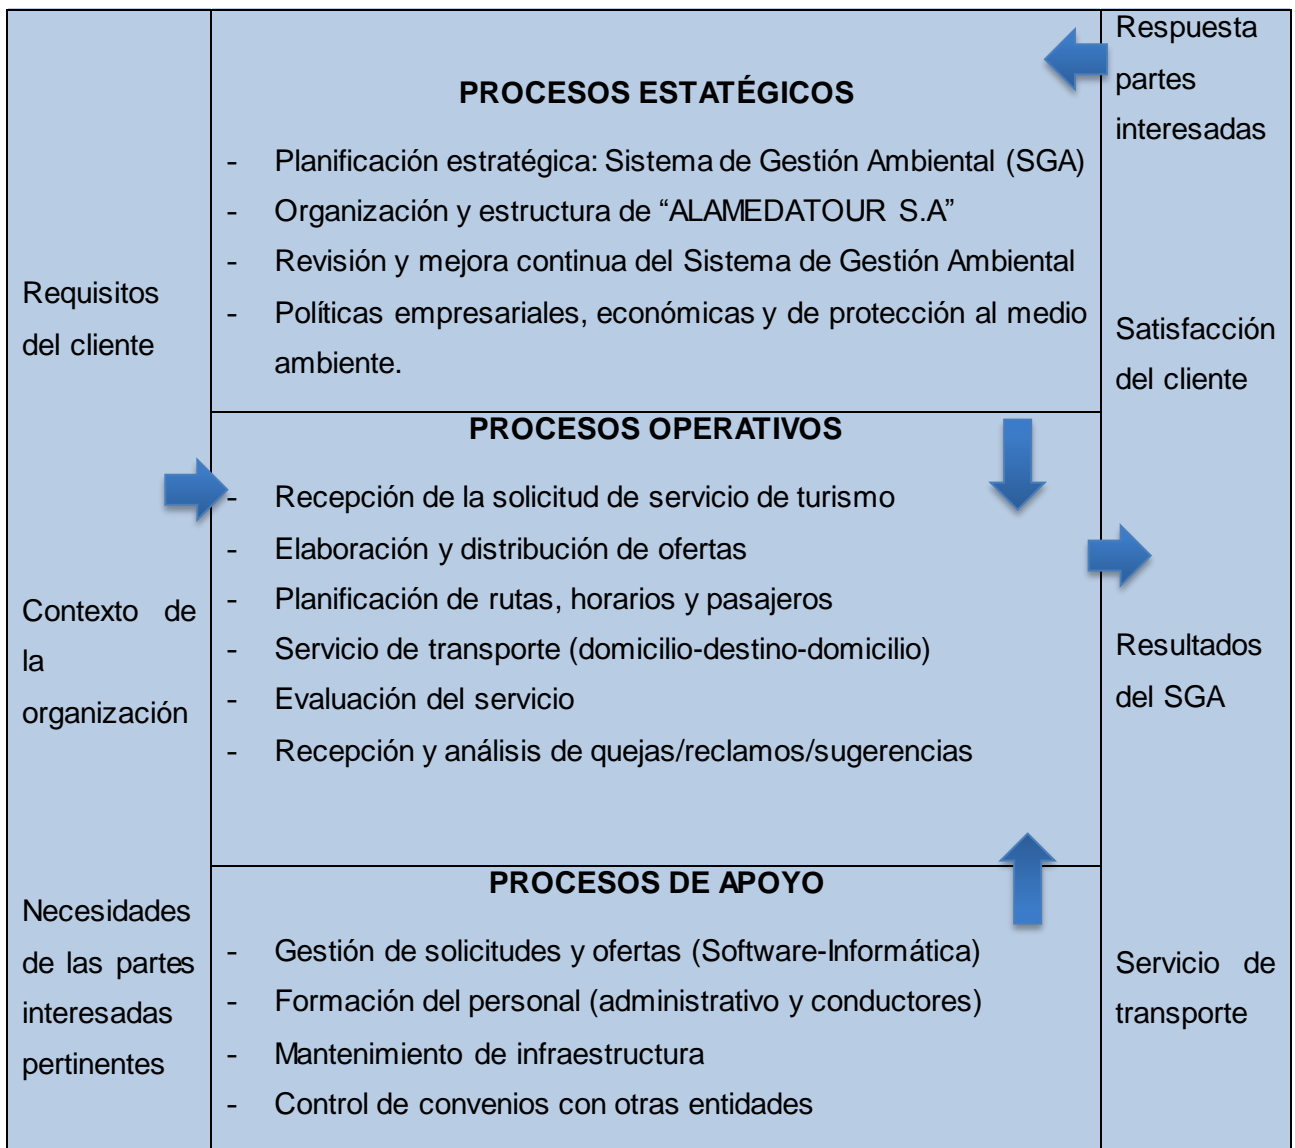 Requisitos
del cliente
Contexto de
la
organización
Necesidades
de las partes
interesadas
pertinentes
PROCESOS ESTATÉGICOS
- Planificación estratégica: Sistema de Gestión Ambiental (SGA)
- Organización y estructura de “ALAMEDATOUR S.A”
- Revisión y mejora continua del Sistema de Gestión Ambiental
- Políticas empresariales, económicas y de protección al medio
ambiente.
PROCESOS OPERATIVOS
- Recepción de la solicitud de servicio de turismo
- Elaboración y distribución de ofertas
- Planificación de rutas, horarios y pasajeros
- Servicio de transporte (domicilio-destino-domicilio)
- Evaluación del servicio
- Recepción y análisis de quejas/reclamos/sugerencias
PROCESOS DE APOYO
- Gestión de solicitudes y ofertas (Software-Informática)
- Formación del personal (administrativo y conductores)
- Mantenimiento de infraestructura
- Control de convenios con otras entidades
Respuesta
partes
interesadas
Satisfacción
del cliente
Resultados
del SGA
Servicio de
transporte